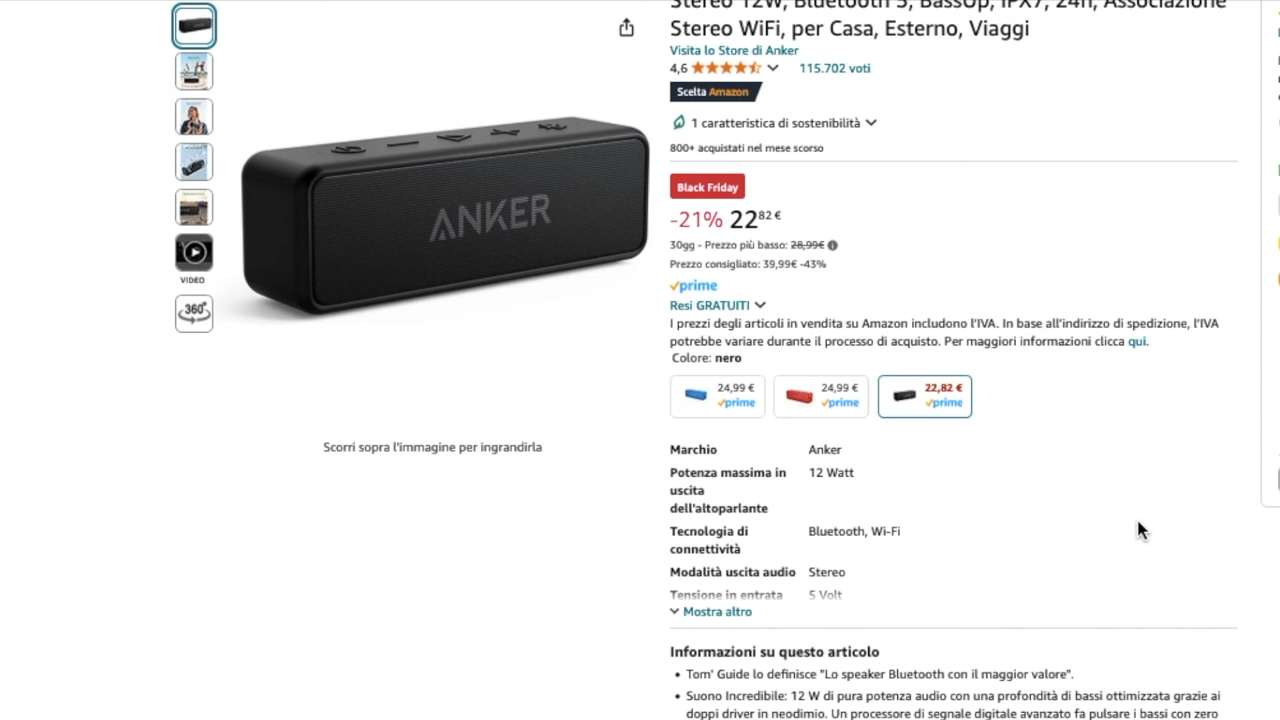 Stereo 12W, Bluetooth 5, BassUp, IPX7, 24h, Associazione
Stereo WiFi, per Casa, Esterno, Viaggi
Visita lo Store di Anker
4,6 115.702 voti
Scelta Amazon
1 caratteristica di sostenibilità
800+ acquistati nel mese scorso
Black Friday
-21% 22,82 €
30gg - Prezzo più basso: 28,99€
Prezzo consigliato: 39,99€ -43%
prime
Resi GRATUITI
I prezzi degli articoli in vendita su Amazon includono l'IVA. In base all'indirizzo di spedizione, l'IVA
potrebbe variare durante il processo di acquisto. Per maggiori informazioni clicca qui.
Colore: nero
24,99 € 24,99 € 22,82 €
prime prime prime
VIDEO
360°
ANKER
Scorri sopra l'immagine per ingrandirla
Marchio Anker
Potenza massima in 12 Watt
uscita
dell'altoparlante
Tecnologia di Bluetooth, Wi-Fi
connettività
Modalità uscita audio Stereo
Tensione in entrata 5 Volt
Mostra altro
Informazioni su questo articolo
• Tom' Guide lo definisce "Lo speaker Bluetooth con il maggior valore".
• Suono Incredibile: 12 W di pura potenza audio con una profondità di bassi ottimizzata grazie ai
doppi driver in neodimio. Un processore di segnale digitale avanzato fa pulsare i bassi con zero